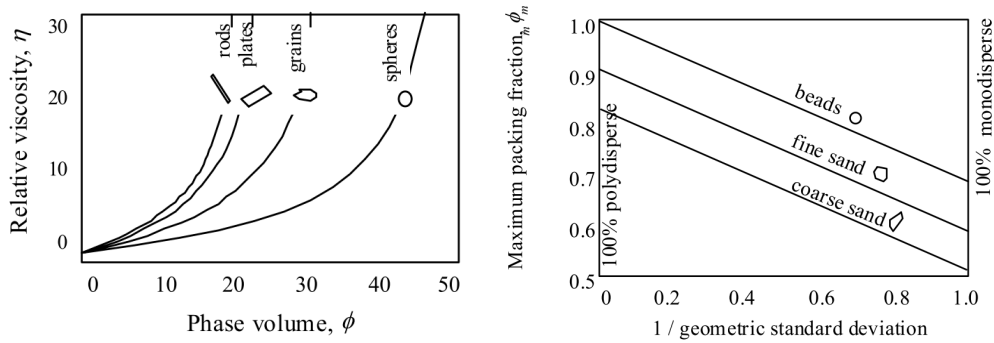 30
20
10
0
Relative viscosity, η
rods
plates
grains
spheres
0
10
20
30
40
50
Phase volume, ϕ
1.0
0.9
0.8
0.7
0.6
0.5
Maximum packing fraction, ϕm
m
100% polydisperse
beads
fine sand
coarse sand
100% monodisperse
0
0.2
0.4
0.6
0.8
1.0
1 / geometric standard deviation